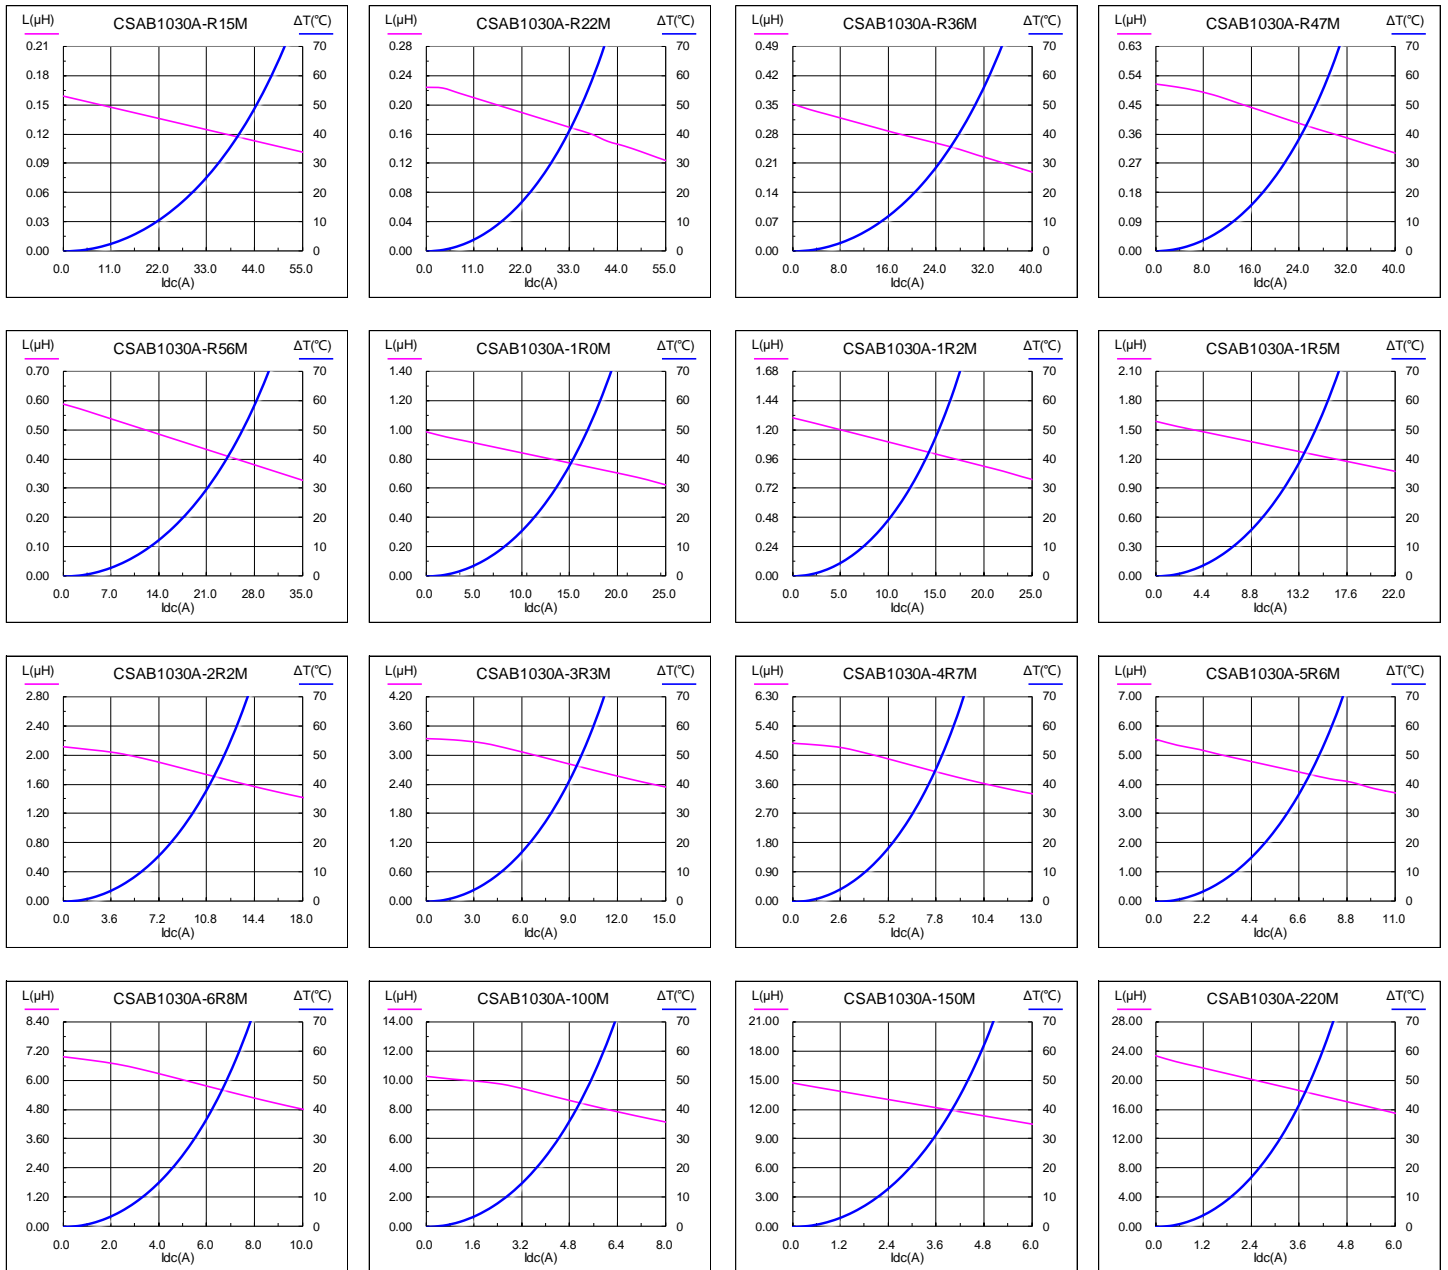 L(μH) CSAB1030A-R15M ΔT(℃)
0.21 70
0.18 60
0.15 50
0.12 40
0.09 30
0.06 20
0.03 10
0.00 0
0.0 11.0 22.0 33.0 44.0 55.0
Idc(A)
L(μH) CSAB1030A-R22M ΔT(℃)
0.28 70
0.24 60
0.20 50
0.16 40
0.12 30
0.08 20
0.04 10
0.00 0
0.0 11.0 22.0 33.0 44.0 55.0
Idc(A)
L(μH) CSAB1030A-R36M ΔT(℃)
0.49 70
0.42 60
0.35 50
0.28 40
0.21 30
0.14 20
0.07 10
0.00 0
0.0 8.0 16.0 24.0 32.0 40.0
Idc(A)
L(μH) CSAB1030A-R47M ΔT(℃)
0.63 70
0.54 60
0.45 50
0.36 40
0.27 30
0.18 20
0.09 10
0.00 0
0.0 8.0 16.0 24.0 32.0 40.0
Idc(A)
L(μH) CSAB1030A-R56M ΔT(℃)
0.70 70
0.60 60
0.50 50
0.40 40
0.30 30
0.20 20
0.10 10
0.00 0
0.0 7.0 14.0 21.0 28.0 35.0
Idc(A)
L(μH) CSAB1030A-1R0M ΔT(℃)
1.40 70
1.20 60
1.00 50
0.80 40
0.60 30
0.40 20
0.20 10
0.00 0
0.0 5.0 10.0 15.0 20.0 25.0
Idc(A)
L(μH) CSAB1030A-1R2M ΔT(℃)
1.68 70
1.44 60
1.20 50
0.96 40
0.72 30
0.48 20
0.24 10
0.00 0
0.0 5.0 10.0 15.0 20.0 25.0
Idc(A)
L(μH) CSAB1030A-1R5M ΔT(℃)
2.10 70
1.80 60
1.50 50
1.20 40
0.90 30
0.60 20
0.30 10
0.00 0
0.0 4.4 8.8 13.2 17.6 22.0
Idc(A)
L(μH) CSAB1030A-2R2M ΔT(℃)
2.80 70
2.40 60
2.00 50
1.60 40
1.20 30
0.80 20
0.40 10
0.00 0
0.0 3.6 7.2 10.8 14.4 18.0
Idc(A)
L(μH) CSAB1030A-3R3M ΔT(℃)
4.20 70
3.60 60
3.00 50
2.40 40
1.80 30
1.20 20
0.60 10
0.00 0
0.0 3.0 6.0 9.0 12.0 15.0
Idc(A)
L(μH) CSAB1030A-4R7M ΔT(℃)
6.30 70
5.40 60
4.50 50
3.60 40
2.70 30
1.80 20
0.90 10
0.00 0
0.0 2.6 5.2 7.8 10.4 13.0
Idc(A)
L(μH) CSAB1030A-5R6M ΔT(℃)
7.00 70
6.00 60
5.00 50
4.00 40
3.00 30
2.00 20
1.00 10
0.00 0
0.0 2.2 4.4 6.6 8.8 11.0
Idc(A)
L(μH) CSAB1030A-6R8M ΔT(℃)
8.40 70
7.20 60
6.00 50
4.80 40
3.60 30
2.40 20
1.20 10
0.00 0
0.0 2.0 4.0 6.0 8.0 10.0
Idc(A)
L(μH) CSAB1030A-100M ΔT(℃)
14.00 70
12.00 60
10.00 50
8.00 40
6.00 30
4.00 20
2.00 10
0.00 0
0.0 1.6 3.2 4.8 6.4 8.0
Idc(A)
L(μH) CSAB1030A-150M ΔT(℃)
21.00 70
18.00 60
15.00 50
12.00 40
9.00 30
6.00 20
3.00 10
0.00 0
0.0 1.2 2.4 3.6 4.8 6.0
Idc(A)
L(μH) CSAB1030A-220M ΔT(℃)
28.00 70
24.00 60
20.00 50
16.00 40
12.00 30
8.00 20
4.00 10
0.00 0
0.0 1.2 2.4 3.6 4.8 6.0
Idc(A)